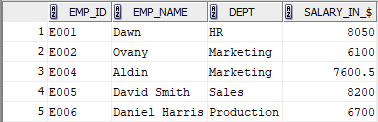 EMP_ID EMP_NAME DEPT SALARY_IN_$
1 E001 Dawn HR 8050
2 E002 Ovany Marketing 6100
3 E004 Aldin Marketing 7600.5
4 E005 David Smith Sales 8200
5 E006 Daniel Harris Production 6700